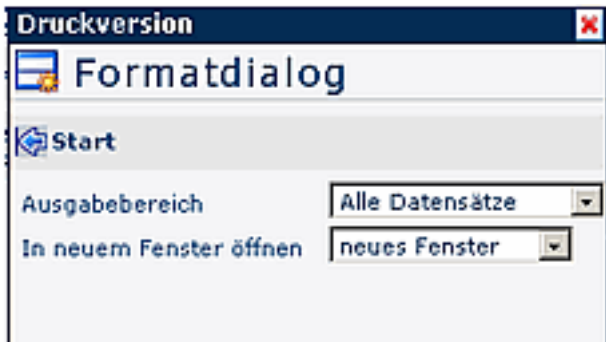 Druckversion
Formatdialog
Start
Ausgabebereich Alle Datensätze
In neuem Fenster öffnen neues Fenster